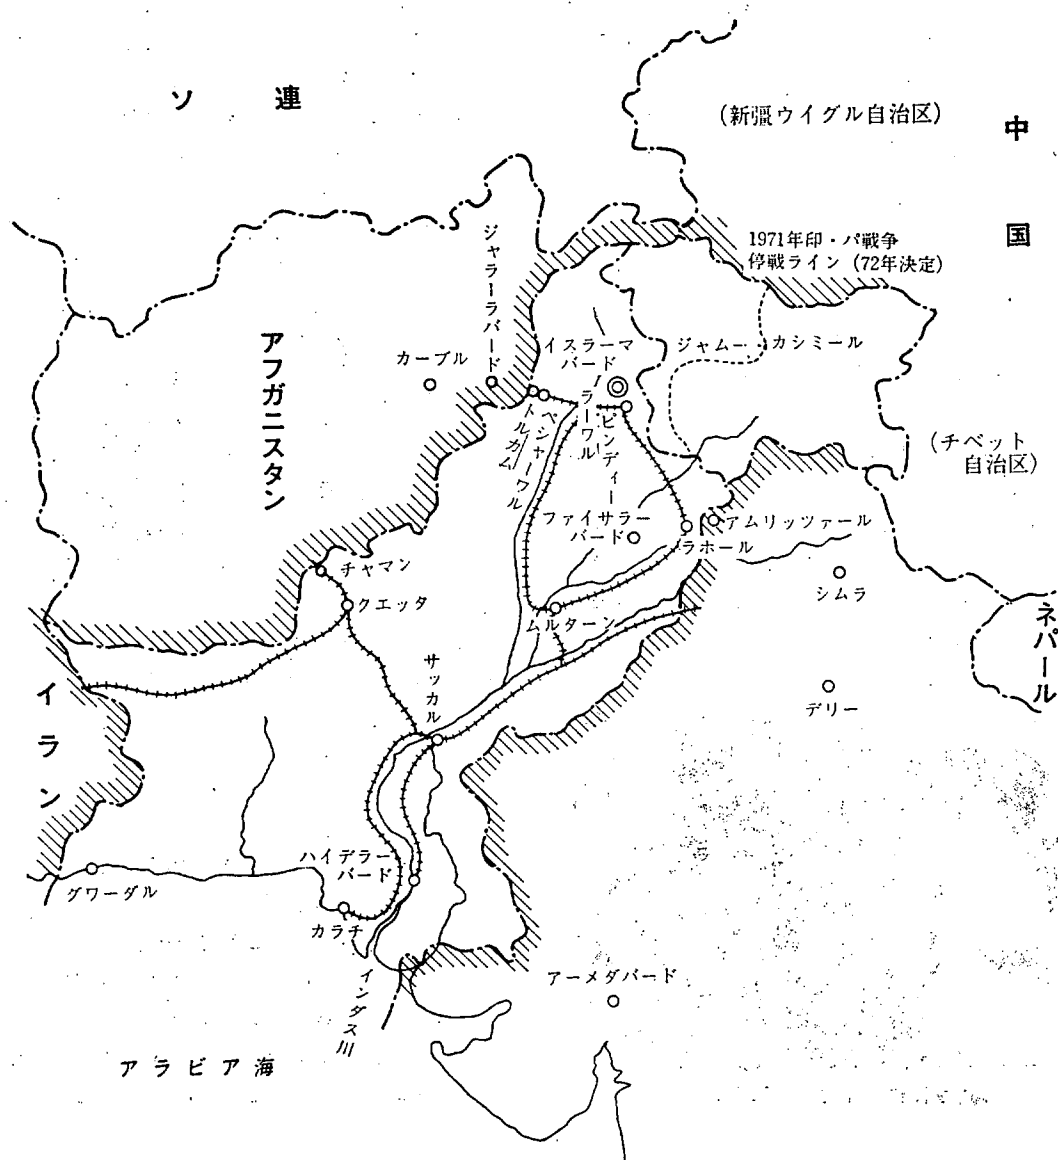 ソ連
(新疆ウイグル自治区)
中国
1971年印・パ戦争
停戦ライン (72年決定)
ジャラーラバード
アフガニスタン
カーブル
イスラーマ
バード
ジャムー・カシミール
ラーワル
ピンディー
ペシャーワル
トルカム
(チベット
自治区)
ファイサラー
バード
アムリッツァール
ラホール
チャマン
クエッタ
シムラ
ムルターン
ネパール
イラン
サッカル
デリー
ハイデラー
バード
グワーダル
カラチ
インダス川
アーメダバード
アラビア海